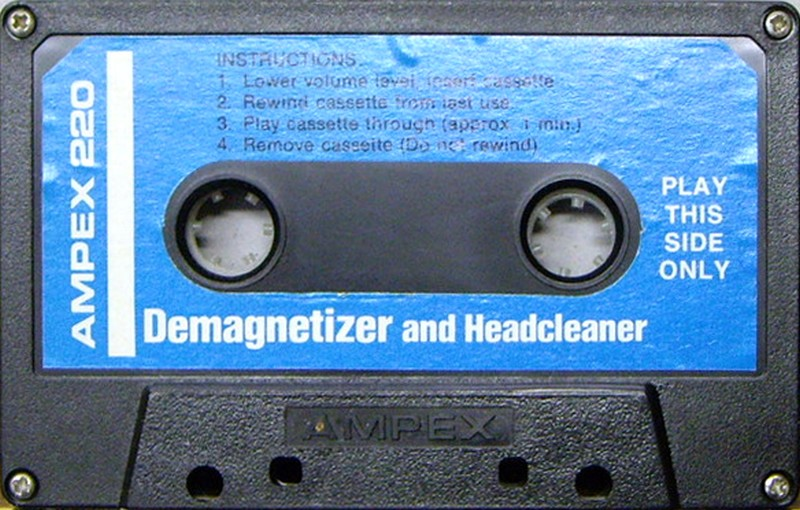 INSTRUCTIONS
1. Lower volume level, insert cassette
2. Rewind cassette from last use
3. Play cassette through (approx 1 min.)
4. Remove cassette (Do not rewind)
AMPEX 220
PLAY
THIS
SIDE
ONLY
Demagnetizer and Headcleaner
AMPEX